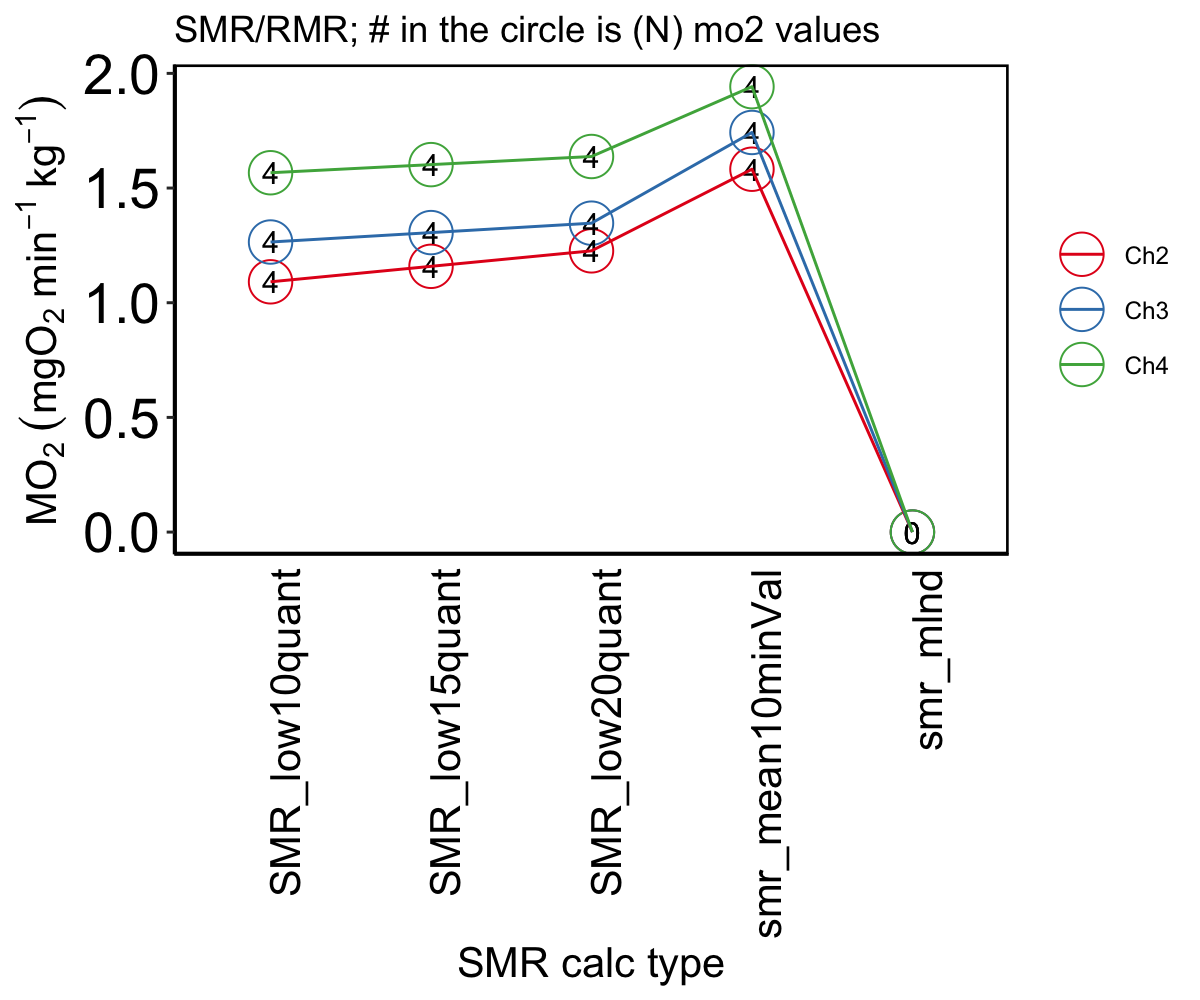 SMR/RMR; # in the circle is (N) mo2 values
MO₂ (mgO₂ min⁻¹ kg⁻¹)
2.0
1.5
1.0
0.5
0.0
4 4 4 4
4 4 4 4
4 4 4 4
0
SMR_low10quant
SMR_low15quant
SMR_low20quant
smr_mean10minVal
smr_mlnd
SMR calc type
Ch2
Ch3
Ch4